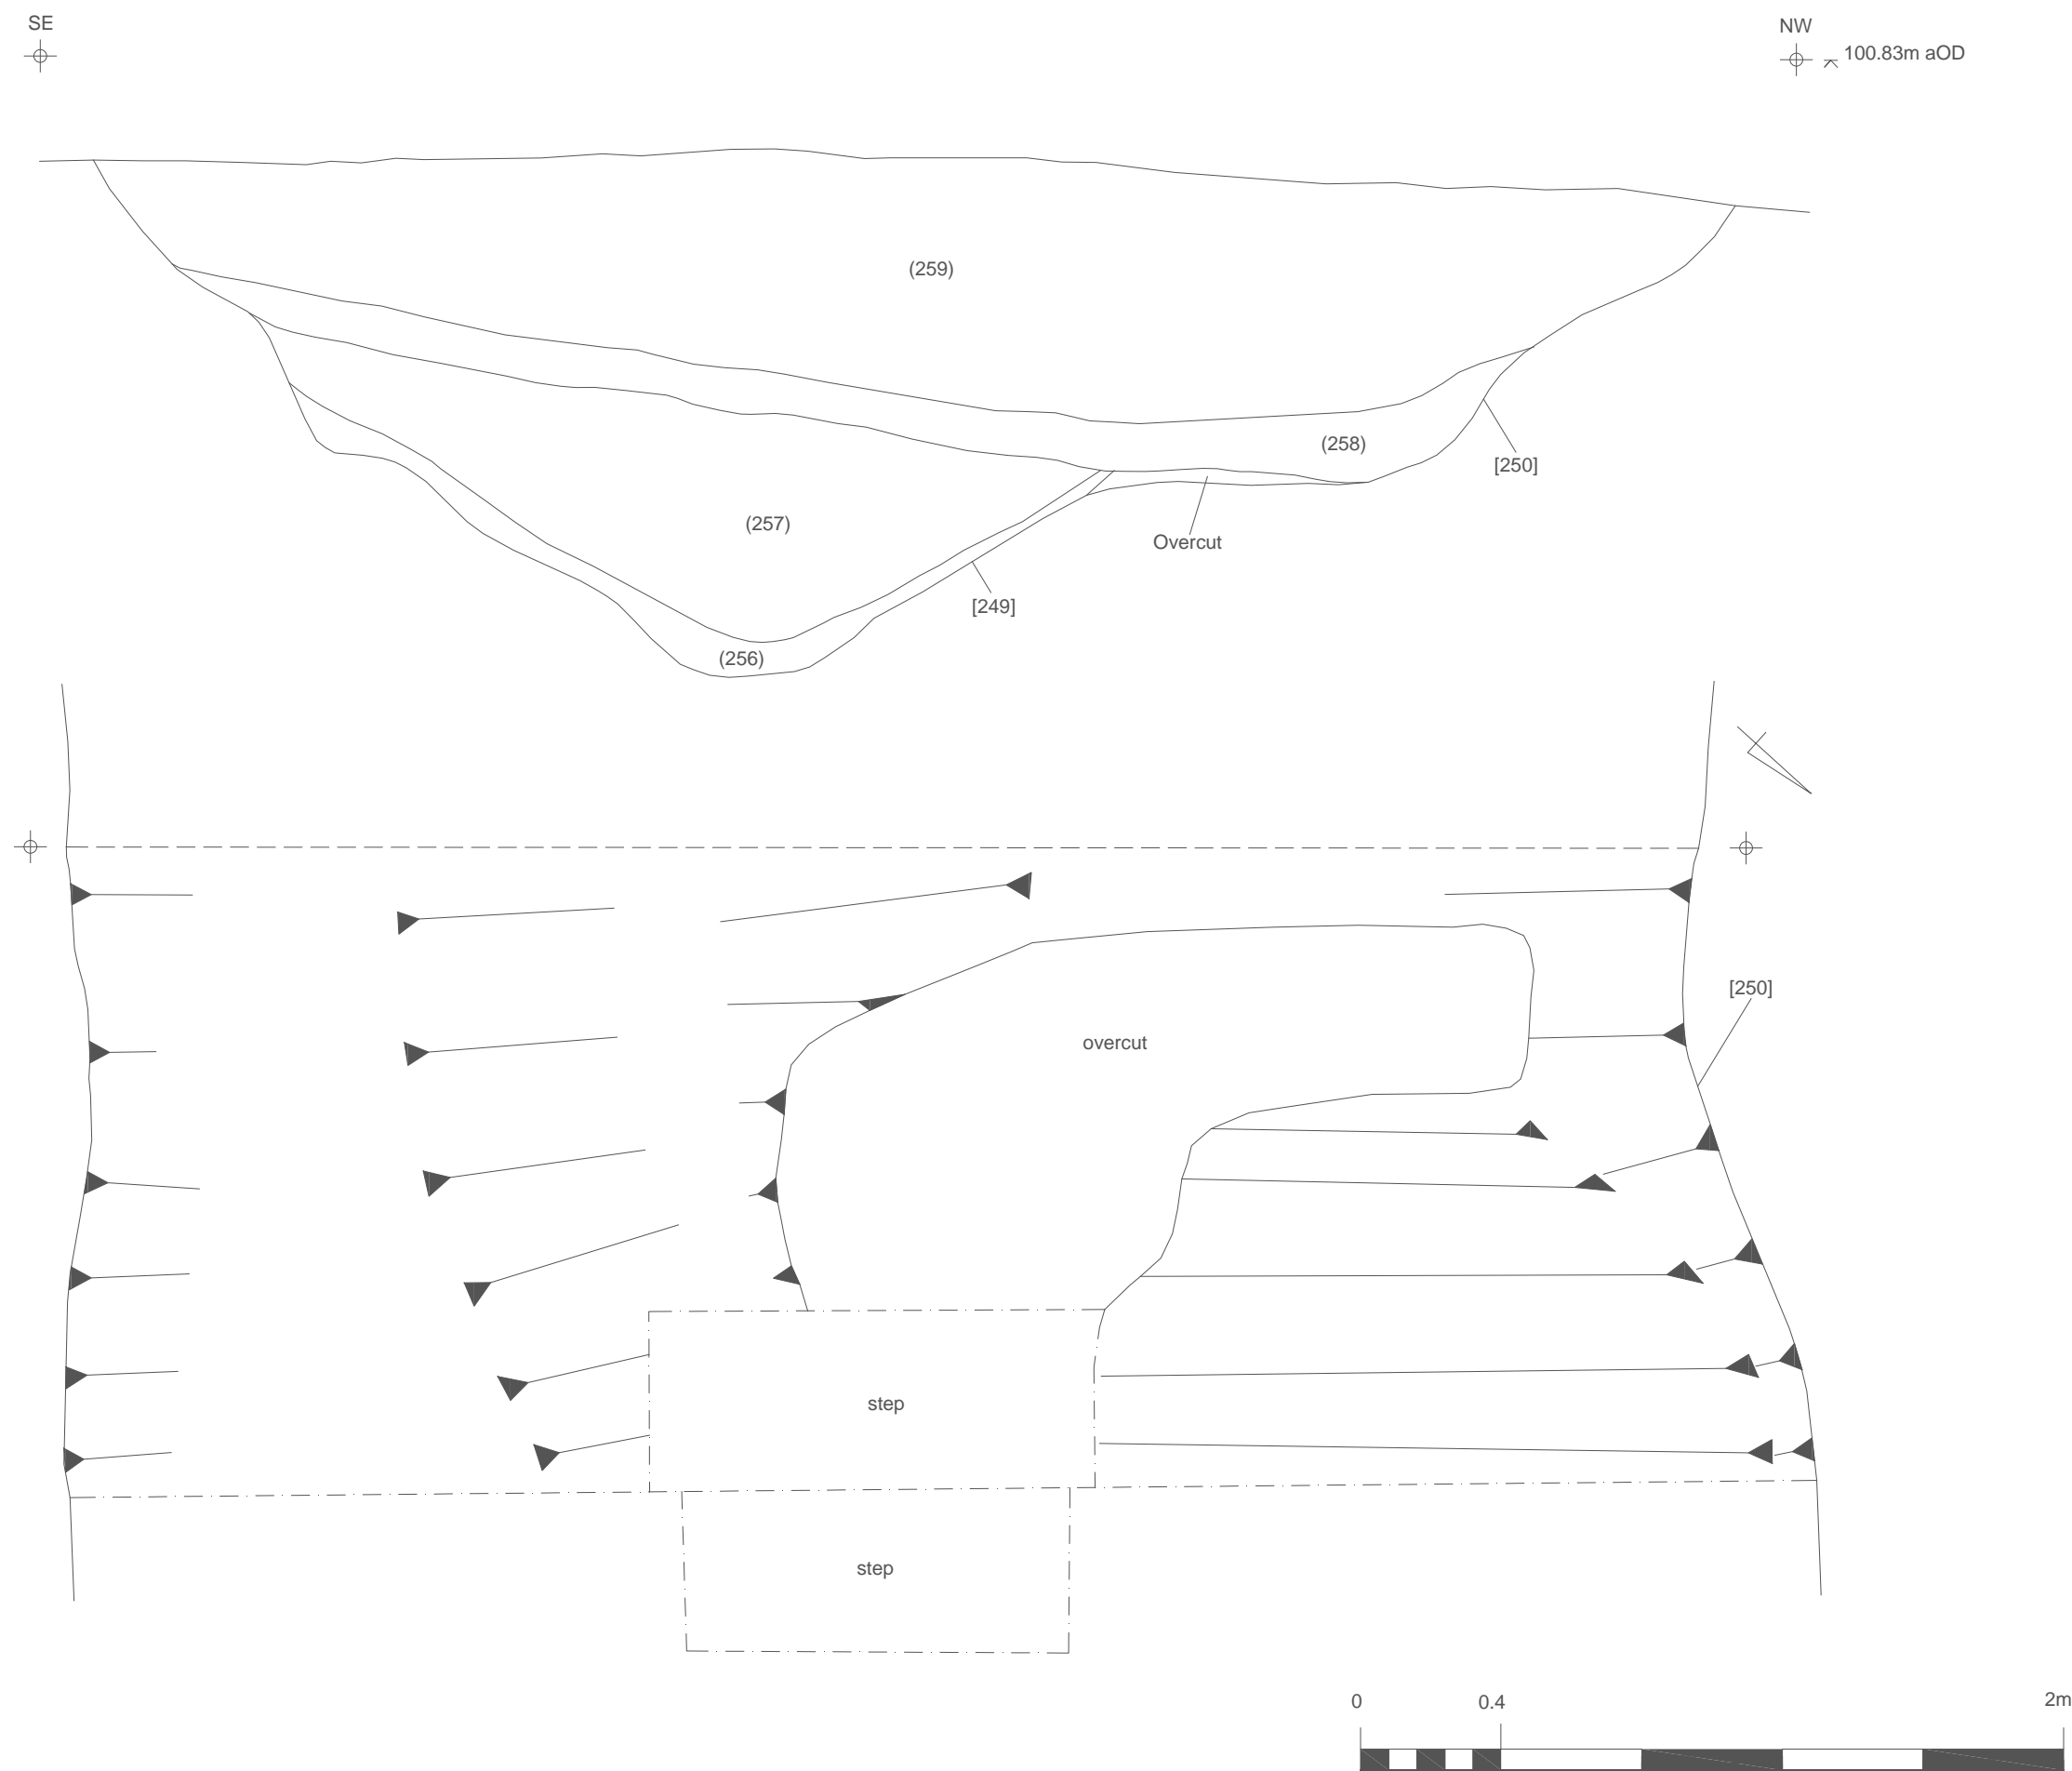 SE
NW
100.83m aOD
(259)
(258)
[250]
(257)
Overcut
[249]
(256)
[250]
overcut
step
step
0 0.4 2m